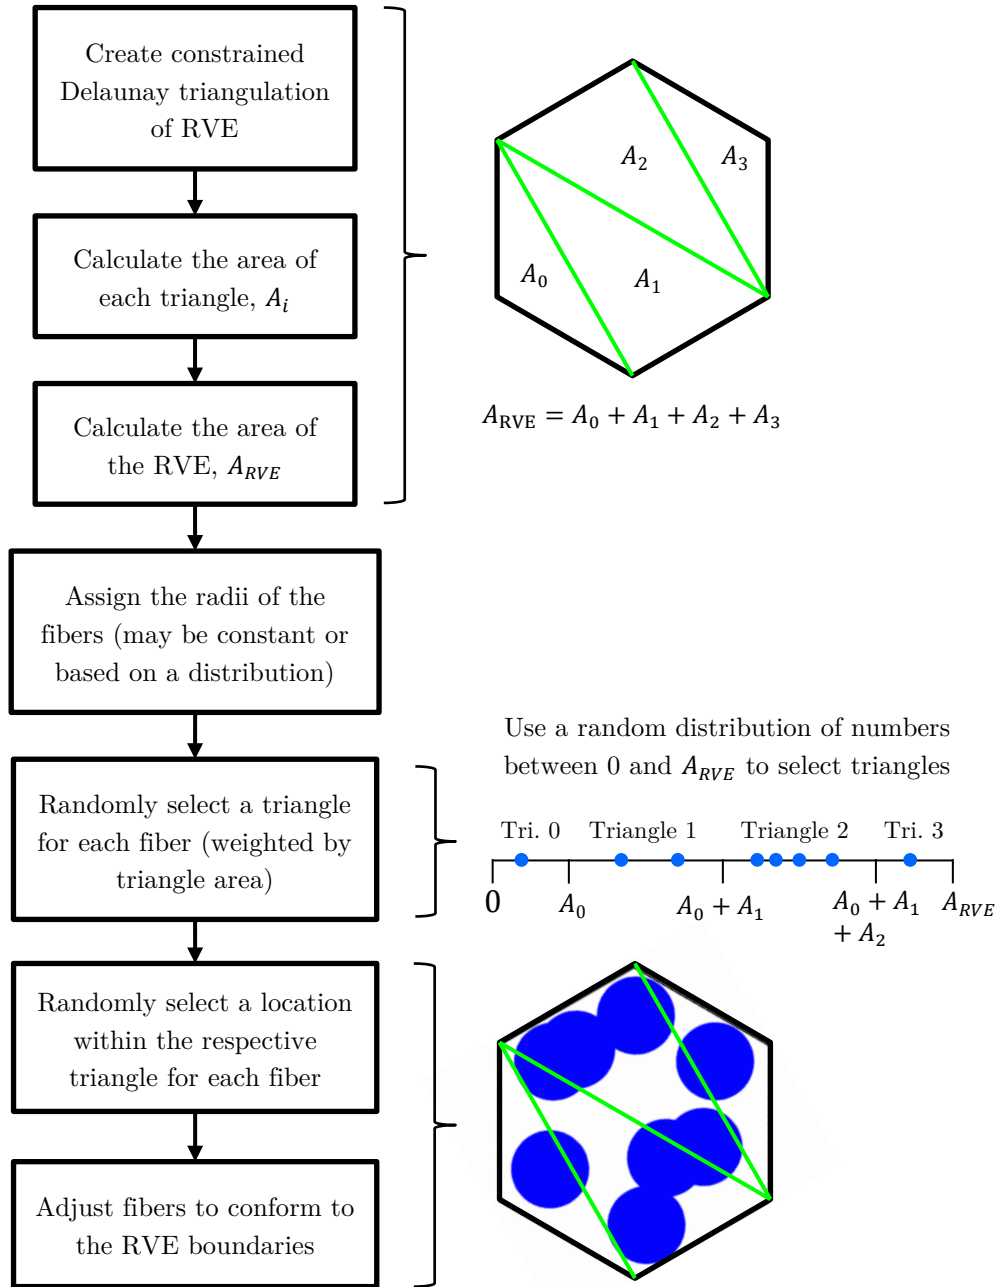 Create constrained
Delaunay triangulation
of RVE
Calculate the area of
each triangle, A_i
Calculate the area of
the RVE, A_RVE
A_0
A_1
A_2
A_3
A_RVE = A_0 + A_1 + A_2 + A_3
Assign the radii of the
fibers (may be constant or
based on a distribution)
Randomly select a triangle
for each fiber (weighted by
triangle area)
Use a random distribution of numbers
between 0 and A_RVE to select triangles
Tri. 0 Triangle 1 Triangle 2 Tri. 3
0 A_0 A_0 + A_1 A_0 + A_1 A_RVE
+ A_2
Randomly select a location
within the respective
triangle for each fiber
Adjust fibers to conform to
the RVE boundaries